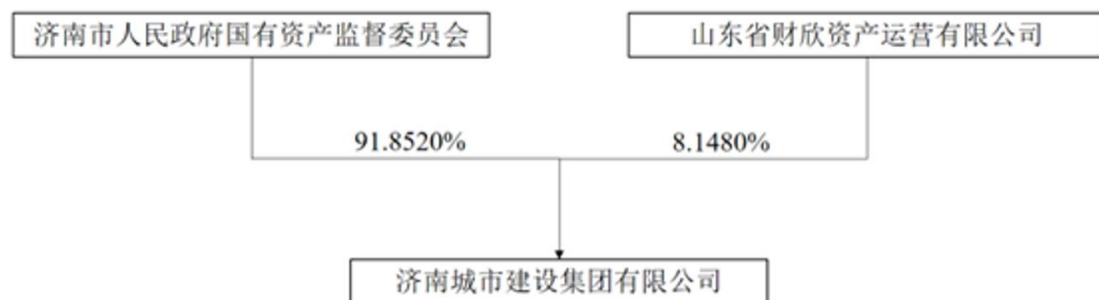 济南市人民政府国有资产监督委员会
山东省财欣资产运营有限公司
91.8520%
8.1480%
济南城市建设集团有限公司